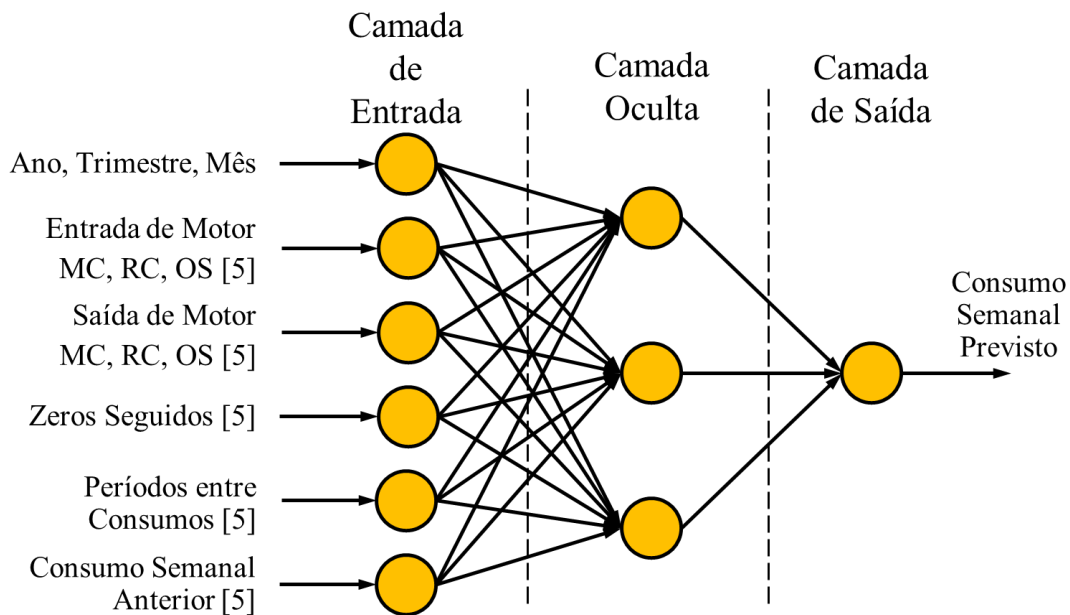 Camada
de
Entrada
Camada
Oculta
Camada
de Saída
Ano, Trimestre, Mês
Entrada de Motor
MC, RC, OS [5]
Saída de Motor
MC, RC, OS [5]
Zeros Seguidos [5]
Períodos entre
Consumos [5]
Consumo Semanal
Anterior [5]
Consumo
Semanal
Previsto